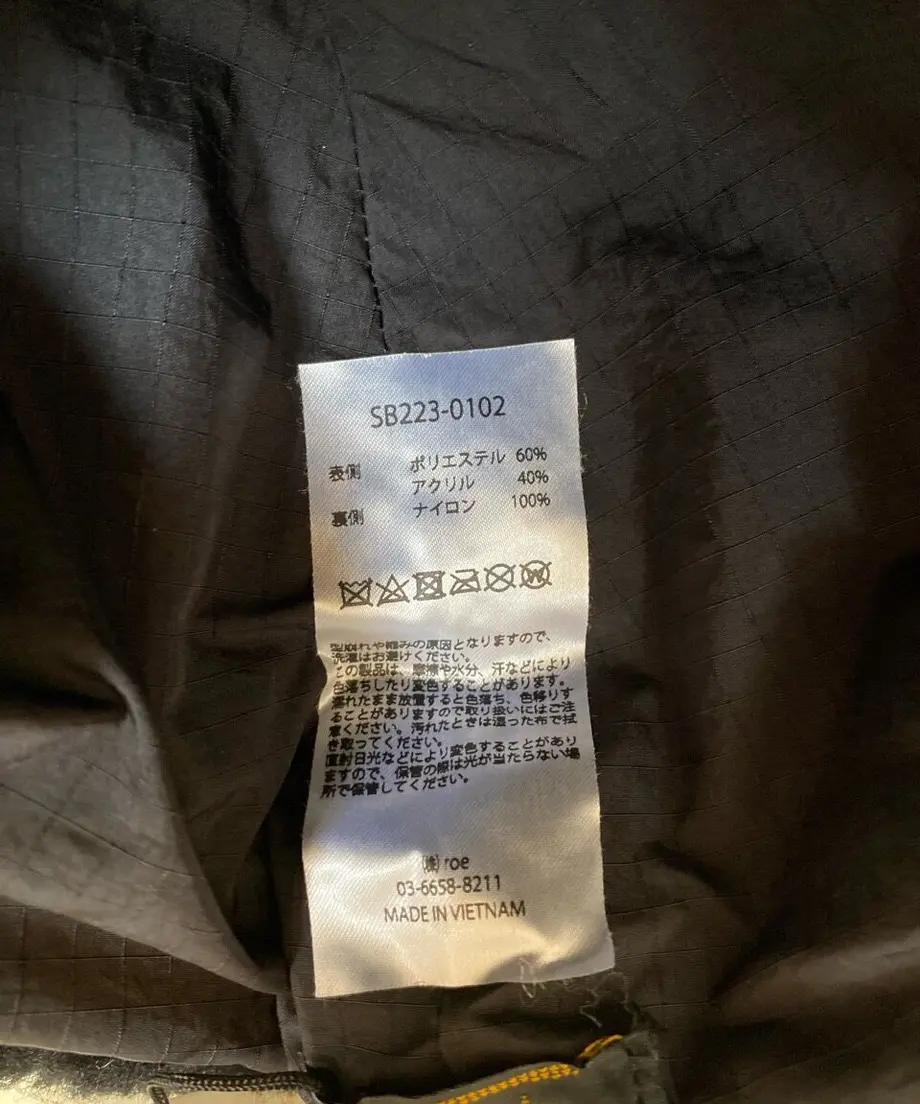 SB223-0102
表側 ポリエステル 60%
アクリル 40%
裏側 ナイロン 100%
W
型崩れや縮みの原因となりますので、
洗濯はお避けください。
この製品は、摩擦や水分、汗などにより
色落ちしたり変色することがあります。
濡れたまま放置すると色落ち、色移りす
ることがありますので取り扱いにはご注
意ください。汚れたときは湿った布で拭
き取ってください。
直射日光などにより変色することがあり
ますので、保管の際は光が当たらない場
所で保管してください。
㈱ roe
03-6658-8211
MADE IN VIETNAM